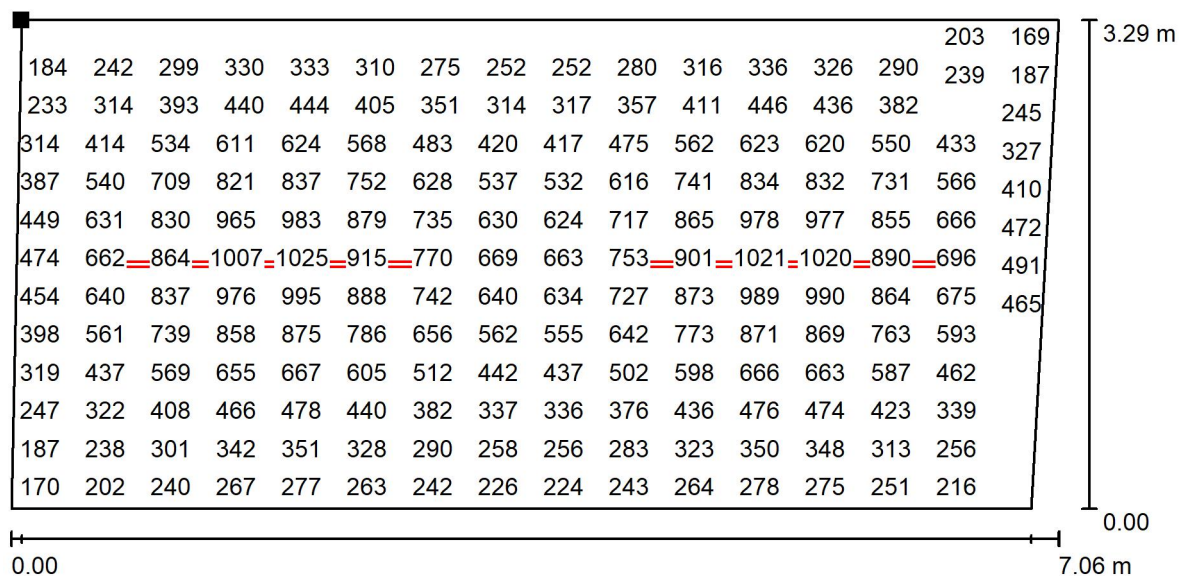 203 169
3.29 m
184 242 299 330 333 310 275 252 252 280 316 336 326 290
239 187
233 314 393 440 444 405 351 314 317 357 411 446 436 382
245
314 414 534 611 624 568 483 420 417 475 562 623 620 550 433
327
387 540 709 821 837 752 628 537 532 616 741 834 832 731 566
410
449 631 830 965 983 879 735 630 624 717 865 978 977 855 666
472
474 662 864 1007 1025 915 770 669 663 753 901 1021 1020 890 696
491
454 640 837 976 995 888 742 640 634 727 873 989 990 864 675
465
398 561 739 858 875 786 656 562 555 642 773 871 869 763 593
319 437 569 655 667 605 512 442 437 502 598 666 663 587 462
247 322 408 466 478 440 382 337 336 376 436 476 474 423 339
187 238 301 342 351 328 290 258 256 283 323 350 348 313 256
170 202 240 267 277 263 242 226 224 243 264 278 275 251 216
0.00
0.00 7.06 m